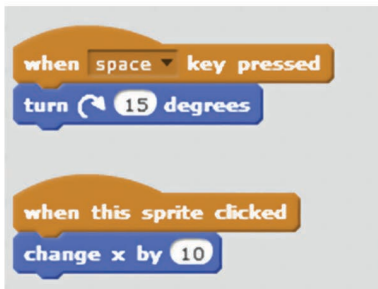 when space key pressed
turn 15 degrees
when this sprite clicked
change x by 10